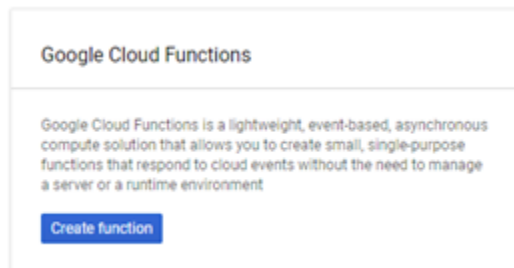 Google Cloud Functions
Google Cloud Functions is a lightweight, event-based, asynchronous
compute solution that allows you to create small, single-purpose
functions that respond to cloud events without the need to manage
a server or a runtime environment
Create function